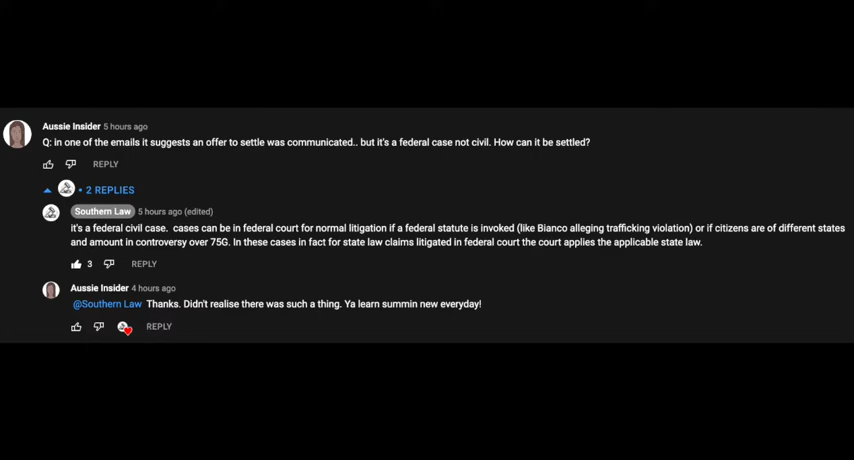 Aussie Insider 5 hours ago
Q: in one of the emails it suggests an offer to settle was communicated.. but it's a federal case not civil. How can it be settled?
REPLY
• 2 REPLIES
Southern Law 5 hours ago (edited)
it's a federal civil case.  cases can be in federal court for normal litigation if a federal statute is invoked (like Bianco alleging trafficking violation) or if citizens are of different states
and amount in controversy over 75G. In these cases in fact for state law claims litigated in federal court the court applies the applicable state law.
3 REPLY
Aussie Insider 4 hours ago
@Southern Law Thanks. Didn't realise there was such a thing. Ya learn summin new everyday!
REPLY